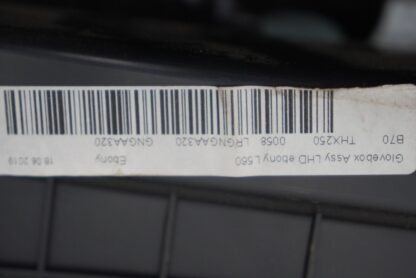 Glovebox Assy LHD ebony L560
B70 THX250 0058 LRGNGAA320 GNGAA320
Ebony 18 06 2019